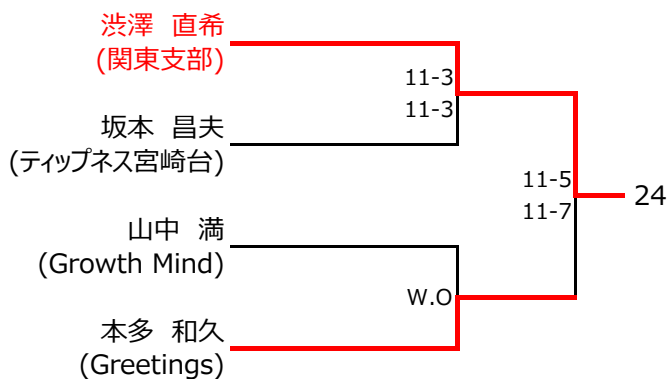 渋澤 直希
(関東支部)
11-3
11-3
坂本 昌夫
(ティップネス宮崎台)
11-5
11-7
24
山中 満
(Growth Mind)
W.O
本多 和久
(Greetings)